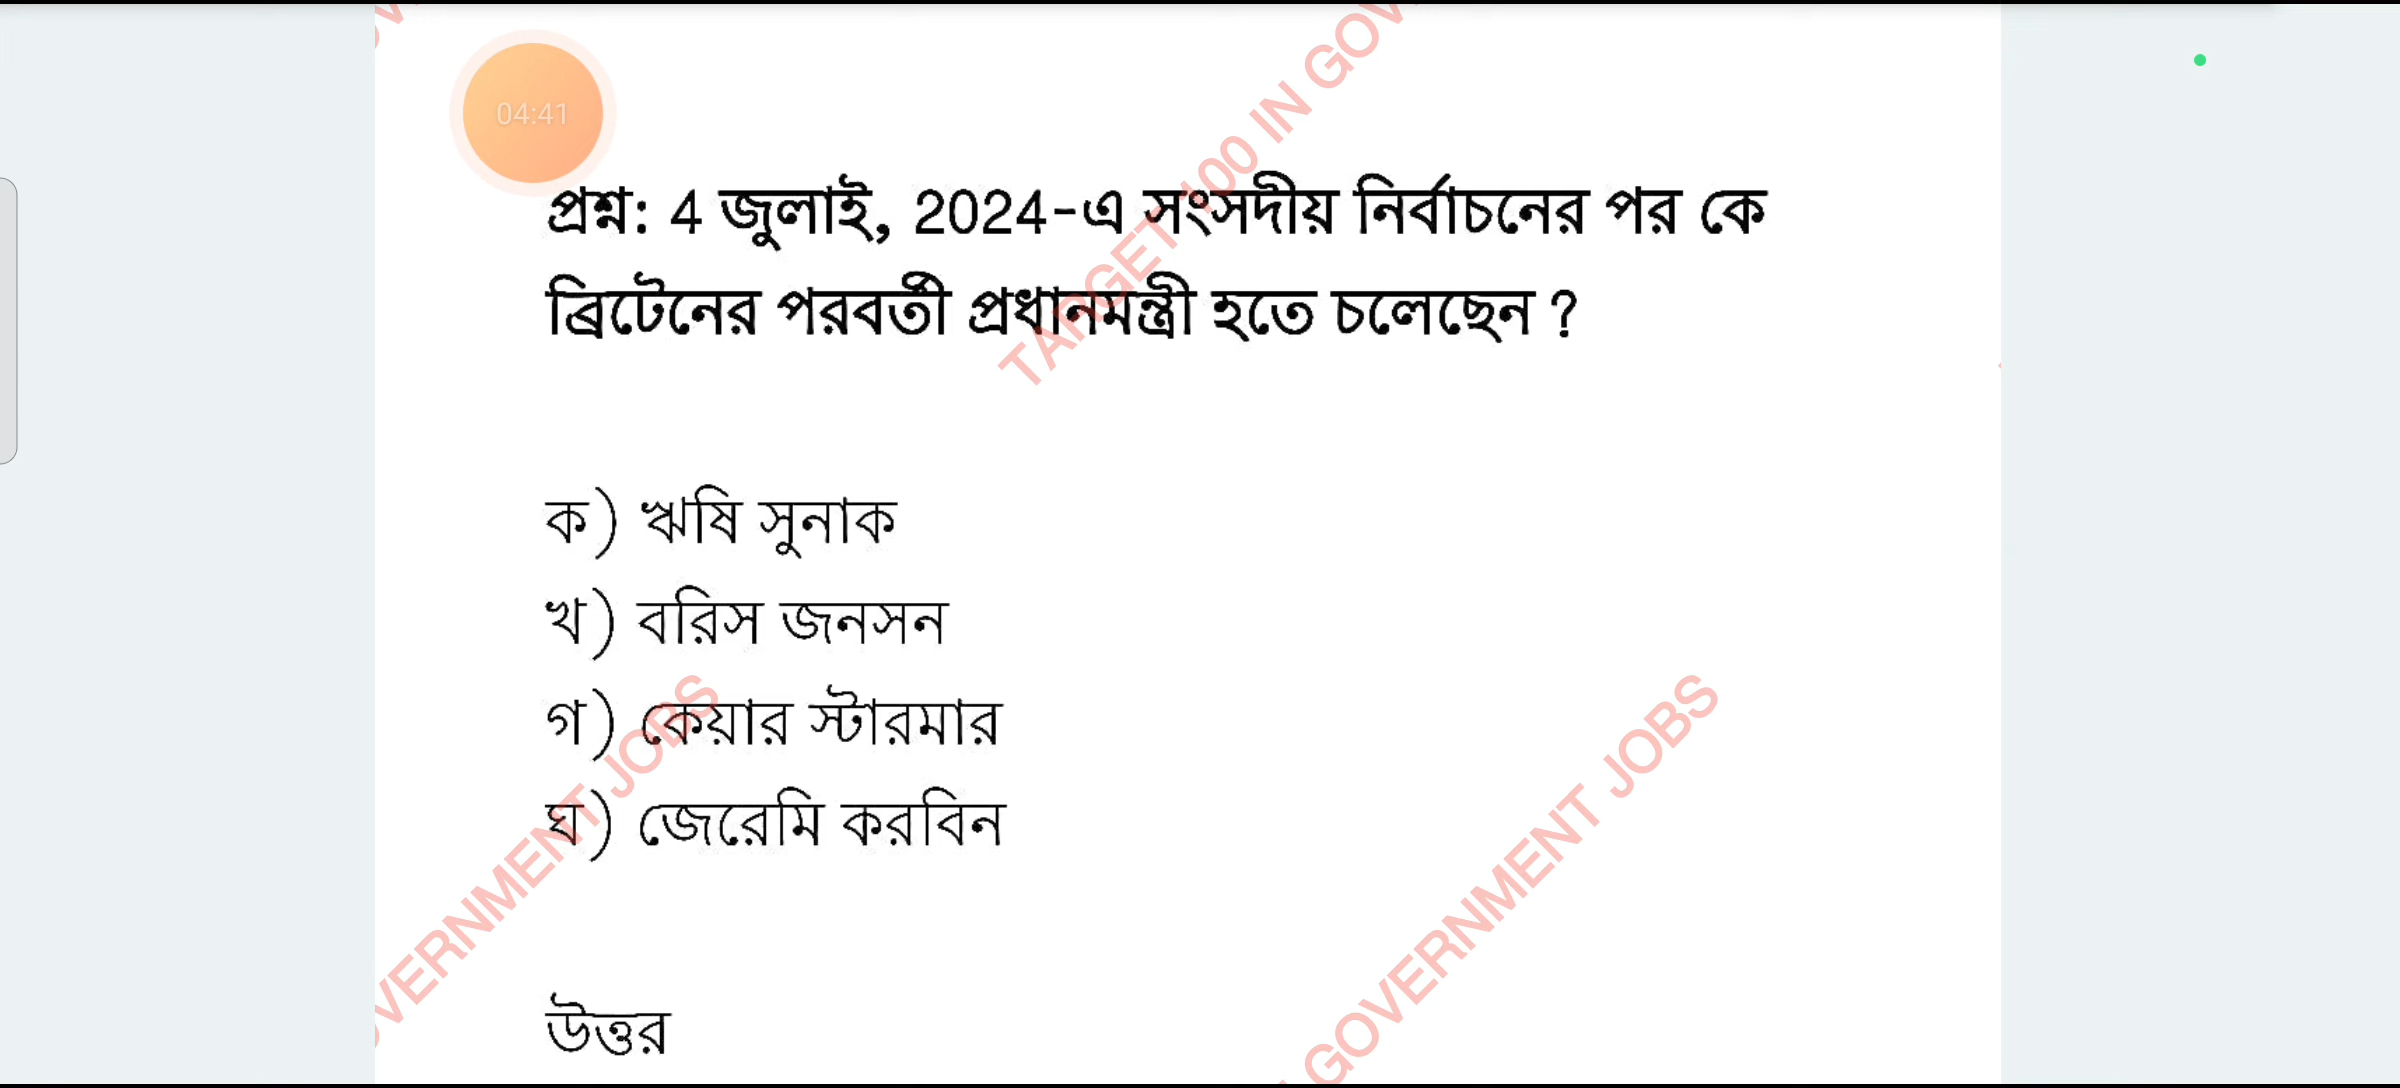 04:41
প্রশ্ন: 4 জুলাই, 2024-এ সংসদীয় নির্বাচনের পর কে
ব্রিটেনের পরবর্তী প্রধানমন্ত্রী হতে চলেছেন ?
ক) ঋষি সুনাক
খ) বরিস জনসন
গ) কেয়ার স্টারমার
ঘ) জেরেমি করবিন
উত্তর
TARGET 100 IN GOV
VERNMENT JOBS
GOVERNMENT JOBS